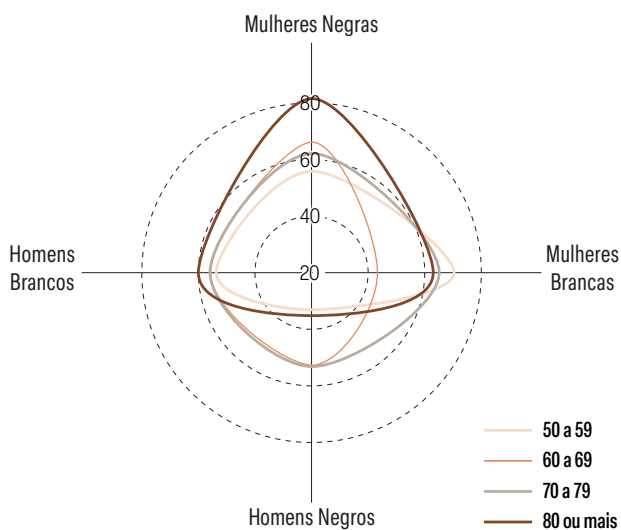 Mulheres Negras
80
60
40
20
Homens
Brancos
Mulheres
Brancas
Homens Negros
50 a 59
60 a 69
70 a 79
80 ou mais